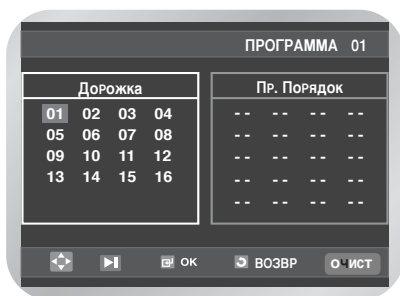 ПРОГРАММА 01
Дорожка
Пр. Порядок
01 02 03 04
05 06 07 08
09 10 11 12
13 14 15 16
-- -- -- --
-- -- -- --
-- -- -- --
-- -- -- --
-- -- -- --
ОК ВОЗВР ОЧИСТ